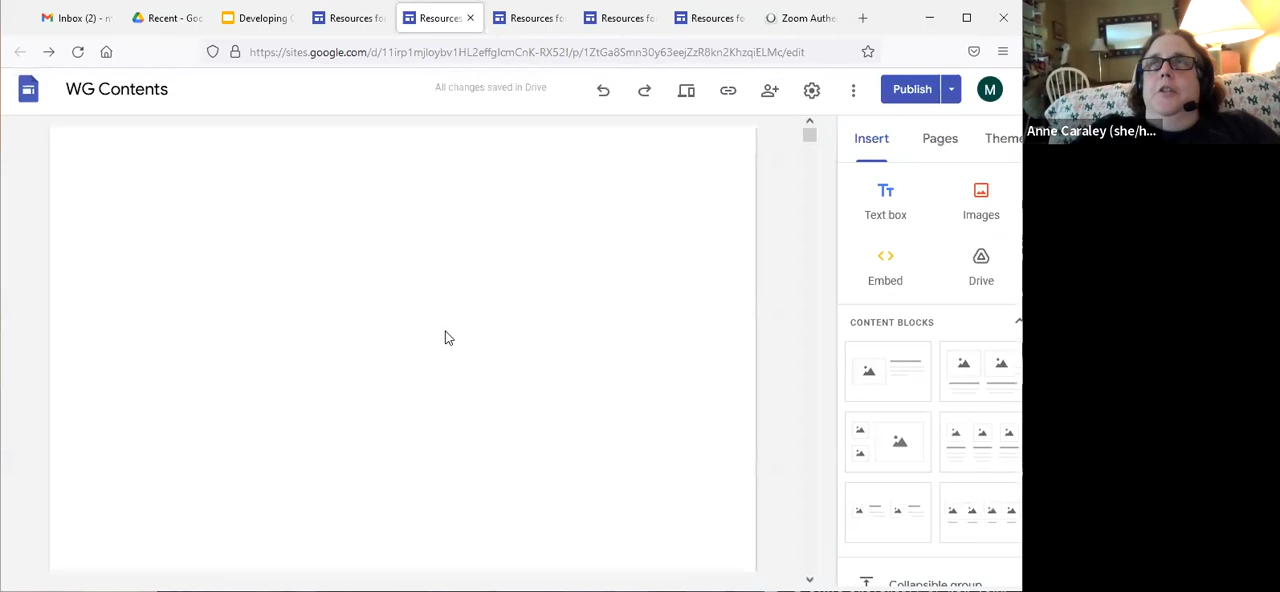 Inbox (2) - 
Recent - Goo
Developing
Resources fo
Resources
Resources fo
Resources fo
Resources fo
Zoom Authe
https://sites.google.com/d/11irp1mjloybv1HL2effgIcmCnK-RX52I/p/1ZtGa8Smn30y63eejZzR8kn2KhzqiELMc/edit
WG Contents
All changes saved in Drive
Publish
M
Anne Caraley (she/h...
Insert
Pages
Theme
Text box
Images
Embed
Drive
CONTENT BLOCKS
Collapsible group